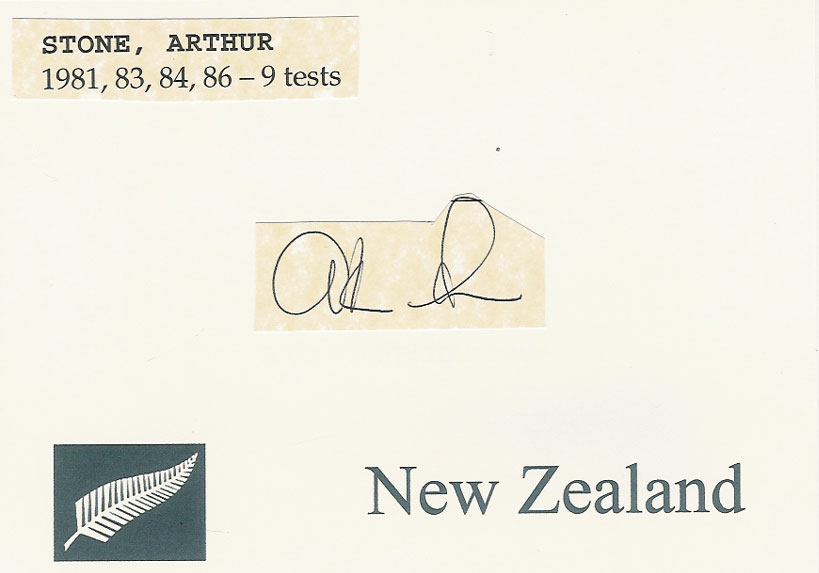 STONE, ARTHUR
1981, 83, 84, 86 – 9 tests
New Zealand